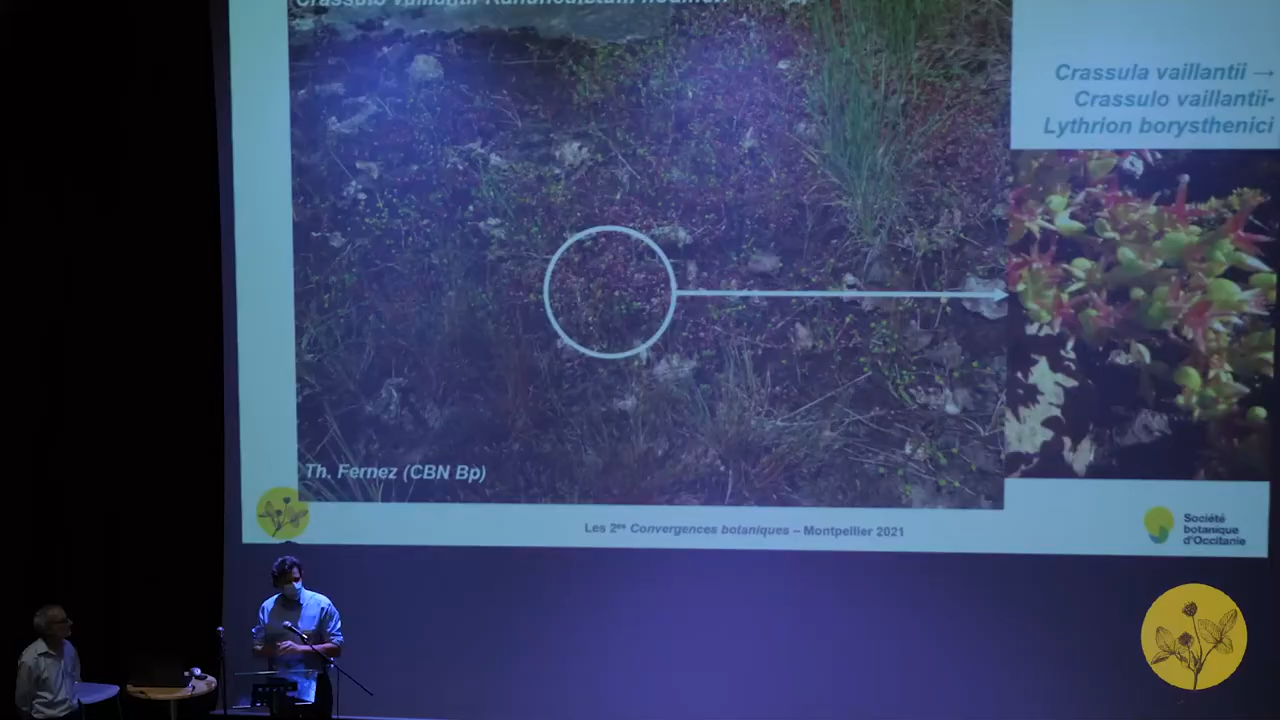 Crassula vaillantii →
Crassulo vaillantii-
Lythrion borysthenici
Th. Fernez (CBN Bp)
Les 2es Convergences botaniques – Montpellier 2021
Société
botanique
d'Occitanie